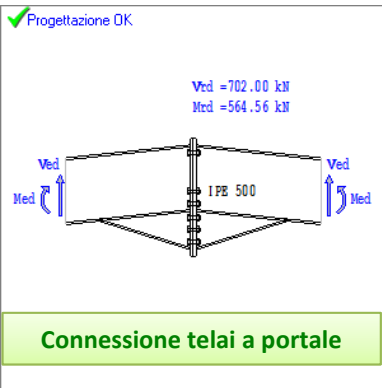 Progettazione OK
Vrd =702.00 kN
Mrd =564.56 kN
Ved Ved
Med IPE 500 Med
Connessione telai a portale